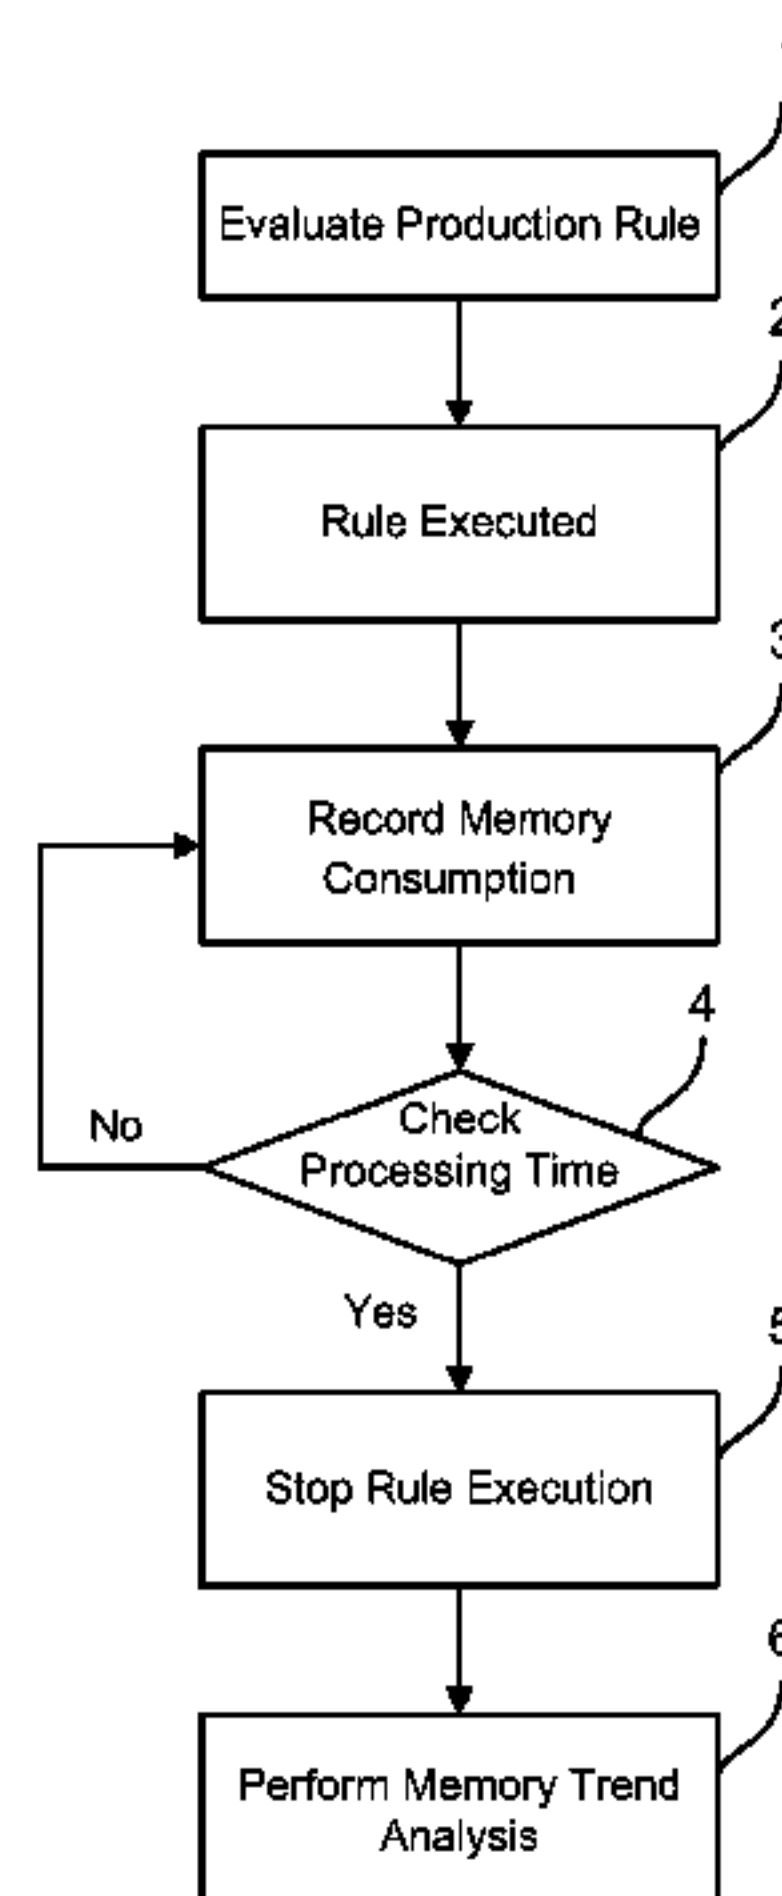 Evaluate Production Rule
2
Rule Executed
3
Record Memory
Consumption
4
Check
Processing Time
No
Yes
5
Stop Rule Execution
6
Perform Memory Trend
Analysis